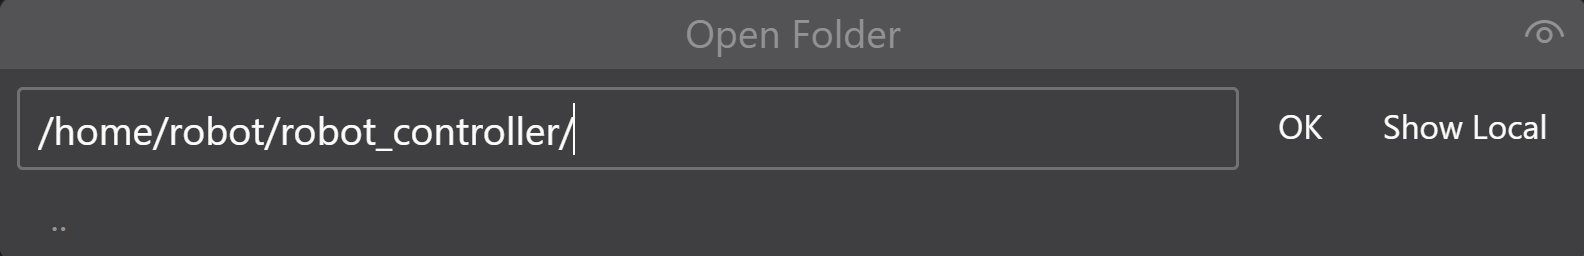 Open Folder
/home/robot/robot_controller/
OK
Show Local
..